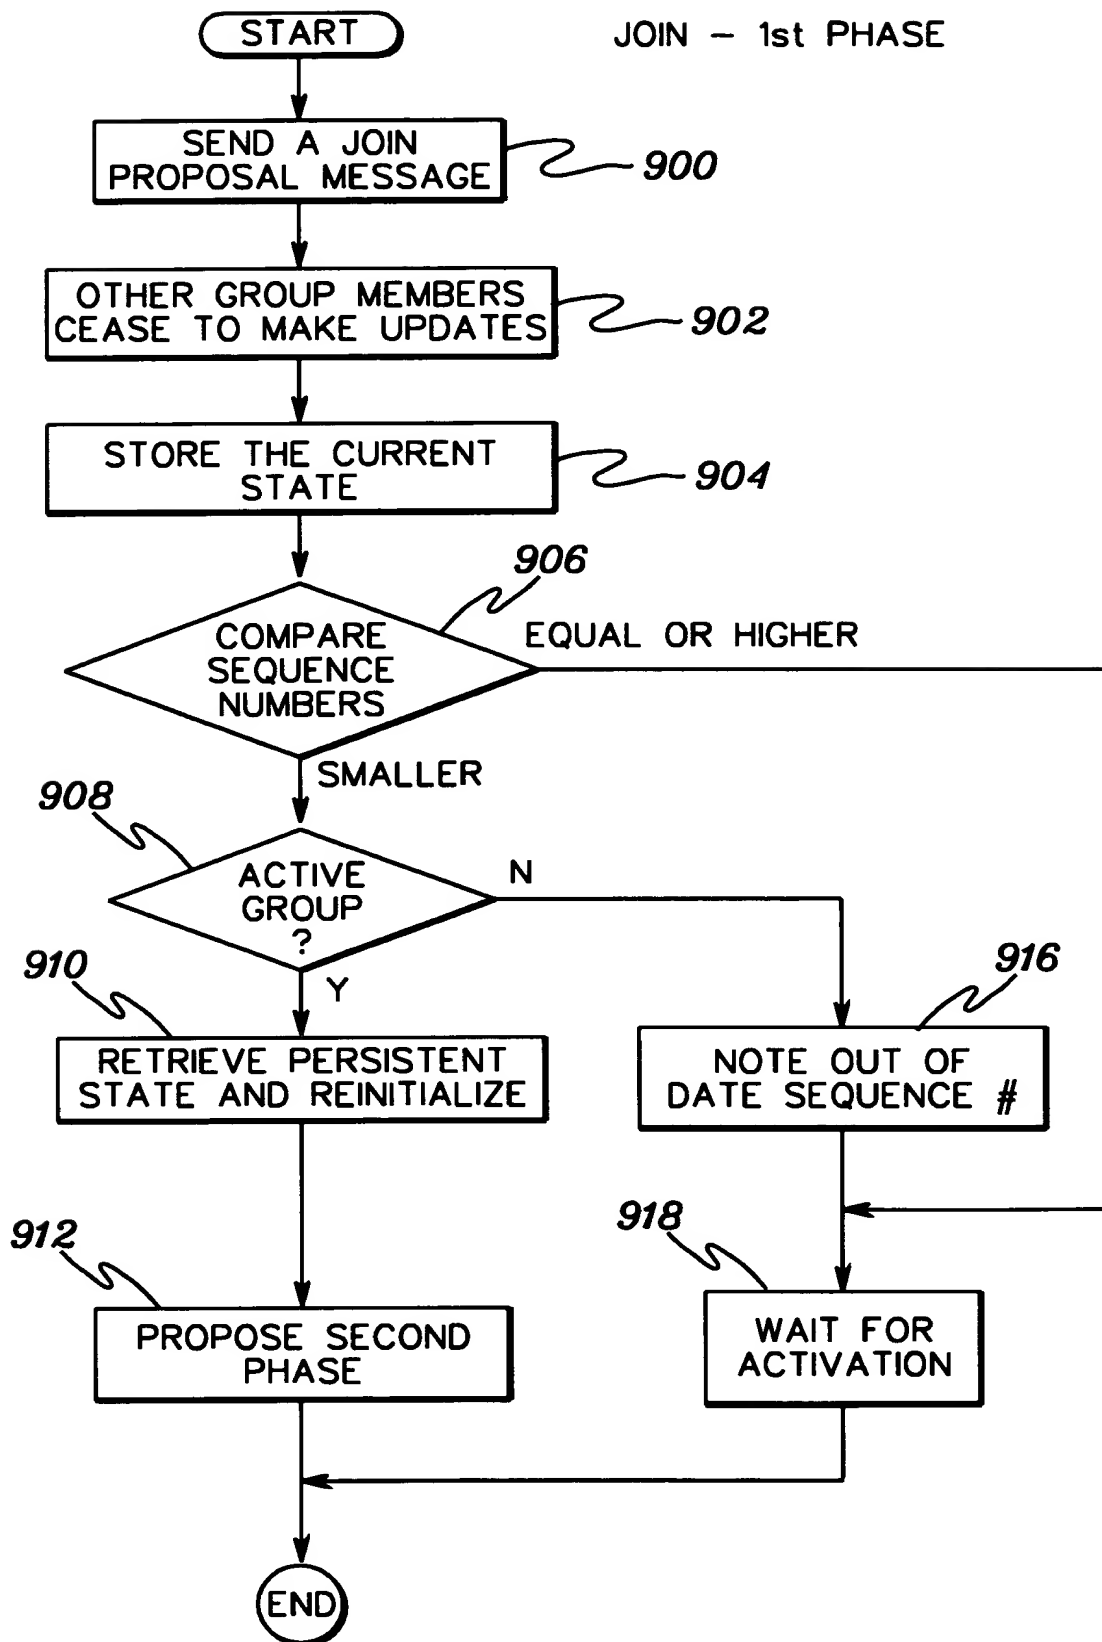 START
JOIN – 1st PHASE
SEND A JOIN
PROPOSAL MESSAGE
900
OTHER GROUP MEMBERS
CEASE TO MAKE UPDATES
902
STORE THE CURRENT
STATE
904
906
COMPARE
SEQUENCE
NUMBERS
EQUAL OR HIGHER
SMALLER
908
ACTIVE
GROUP
?
N
Y
910
RETRIEVE PERSISTENT
STATE AND REINITIALIZE
916
NOTE OUT OF
DATE SEQUENCE #
912
PROPOSE SECOND
PHASE
918
WAIT FOR
ACTIVATION
END